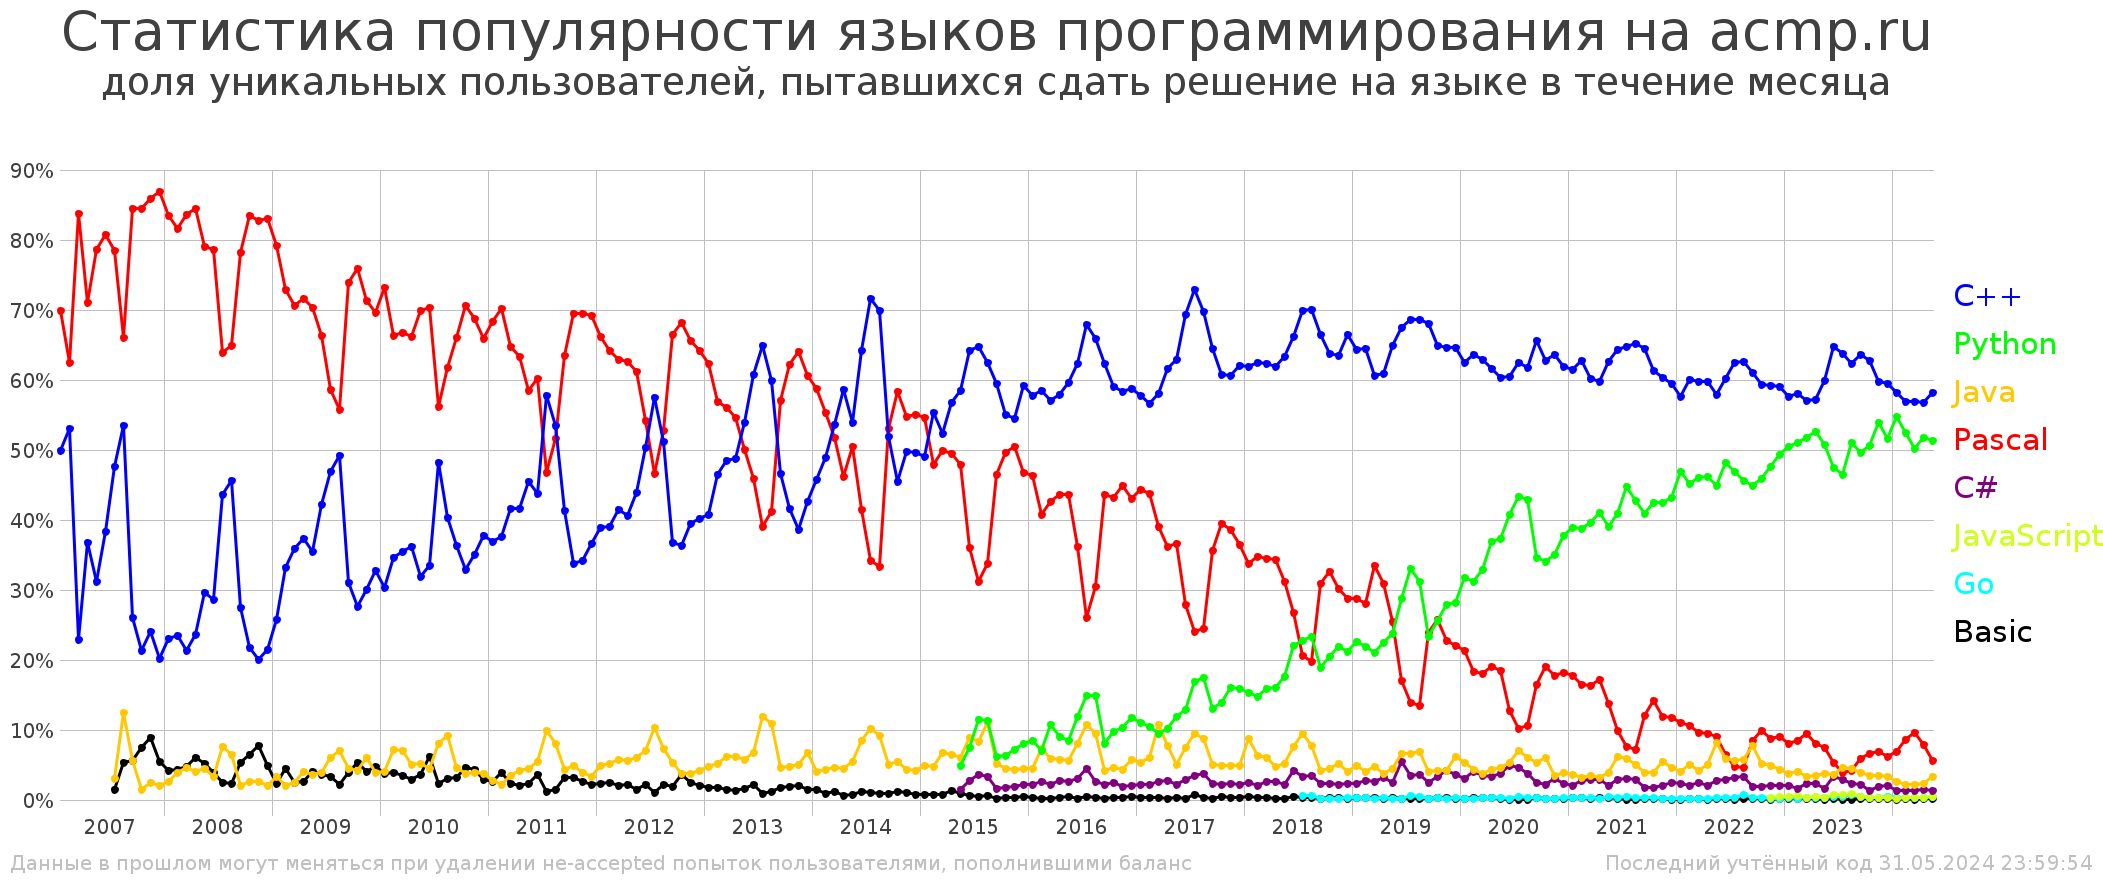 Статистика популярности языков программирования на acmp.ru
доля уникальных пользователей, пытавшихся сдать решение на языке в течение месяца
90%
80%
70%
60%
50%
40%
30%
20%
10%
0%
C++
Python
Java
Pascal
C#
JavaScript
Go
Basic
2007 2008 2009 2010 2011 2012 2013 2014 2015 2016 2017 2018 2019 2020 2021 2022 2023
Данные в прошлом могут меняться при удалении не-accepted попыток пользователями, пополнившими баланс
Последний учтённый код 31.05.2024 23:59:54